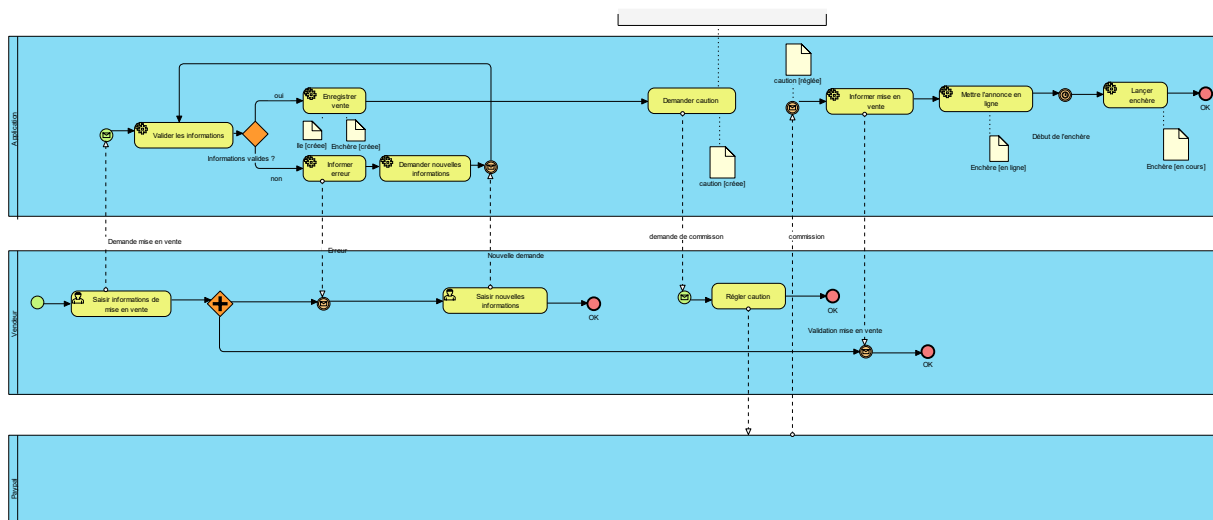 Application
caution [réglée]
oui
Enregistrer
vente
Demander caution
Informer mise en
vente
Mettre l'annonce en
ligne
Lançer
enchère
OK
Valider les informations
lle [créee]
Enchère [créee]
Début de l'enchère
Informations valides ?
non
Informer
erreur
Demander nouvelles
informations
caution [créee]
Enchère [en ligne]
Enchère [en cours]
Demande mise en vente
Erreur
Nouvelle demande
demande de commisson
commission
Vendeur
Saisir informations de
mise en vente
Saisir nouvelles
informations
OK
Régler caution
OK
Validation mise en vente
OK
Paypal